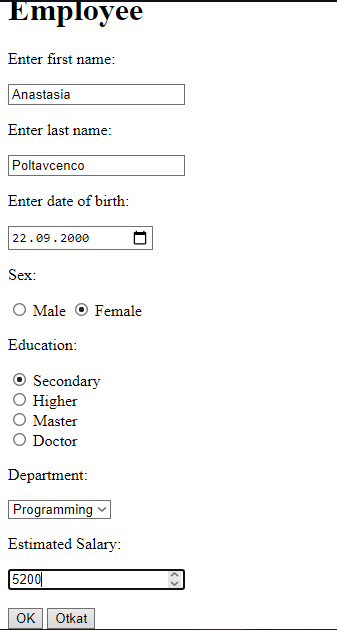 Employee
Enter first name:
Anastasia
Enter last name:
Poltavcenco
Enter date of birth:
22.09.2000
Sex:
Male Female
Education:
Secondary
Higher
Master
Doctor
Department:
Programming
Estimated Salary:
5200
OK Otkat